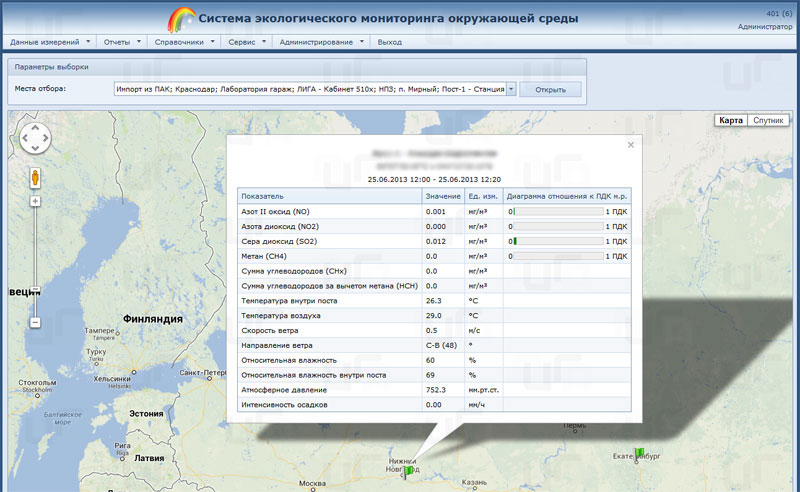 Система экологического мониторинга окружающей среды
401 (6)
Администратор
Данные измерений Отчеты Справочники Сервис Администрирование Выход
Параметры выборки
Места отбора: Импорт из ПАК; Краснодар; Лаборатория гараж; ЛИГА - Кабинет 510х; НПЗ; п. Мирный; Пост-1 - Станция Открыть
Карта Спутник
25.06.2013 12:00 - 25.06.2013 12:20
Показатель Значение Ед. изм. Диаграмма отношения к ПДК м.р.
Азот II оксид (NO) 0.001 мг/м³ 0 1 ПДК
Азота диоксид (NO2) 0.000 мг/м³ 0 1 ПДК
Сера диоксид (SO2) 0.012 мг/м³ 0 1 ПДК
Метан (CH4) 0.0 мг/м³ 0 1 ПДК
Сумма углеводородов (CHx) 0.0 мг/м³
Сумма углеводородов за вычетом метана (HCH) 0.0 мг/м³
Температура внутри поста 26.3 °C
Температура воздуха 29.0 °C
Скорость ветра 0.5 м/с
Направление ветра С-В (48) °
Относительная влажность 60 %
Относительная влажность внутри поста 69 %
Атмосферное давление 752.3 мм.рт.ст.
Интенсивность осадков 0.00 мм/ч
веция
Финляндия
Тампере
Tampere
Турку
Turku
Хельсинки
Helsinki
Санкт-Петербург
Стокгольм
Stockholm
Балтийское
море
Эстония
Рига
Rīga
Латвия
Москва
Нижний
Новгород
Казань
Пермь
Екатеринбург